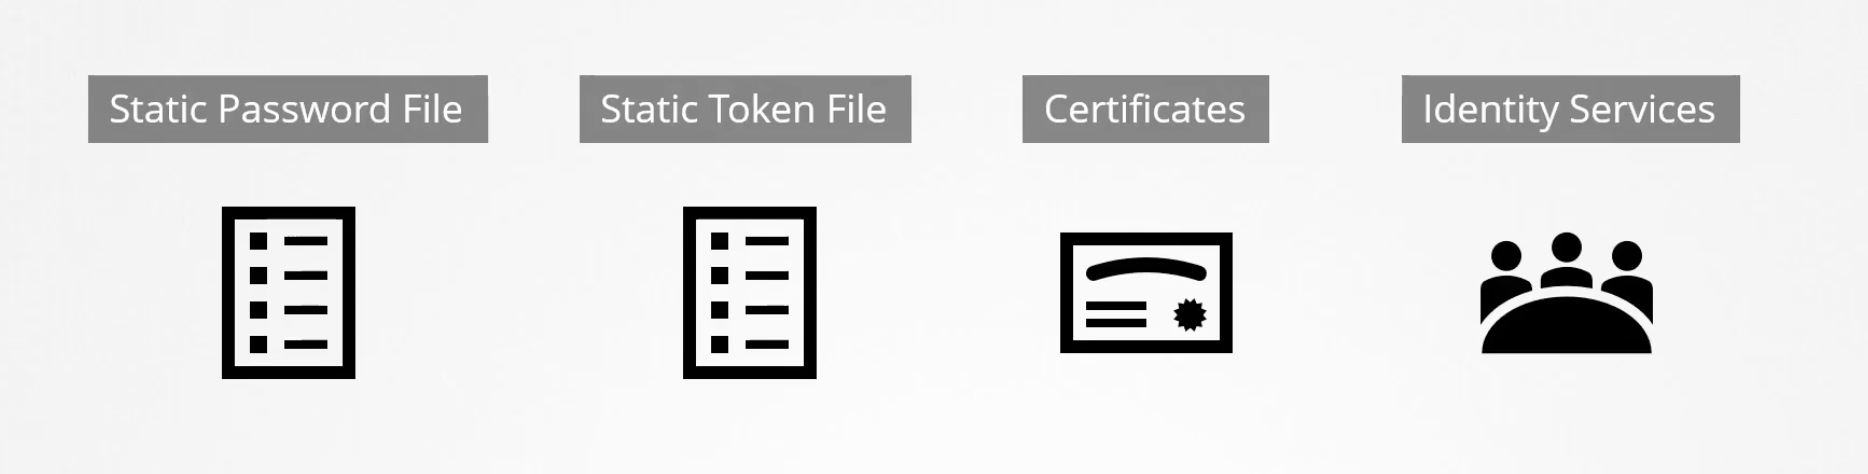 Static Password File
Static Token File
Certificates
Identity Services